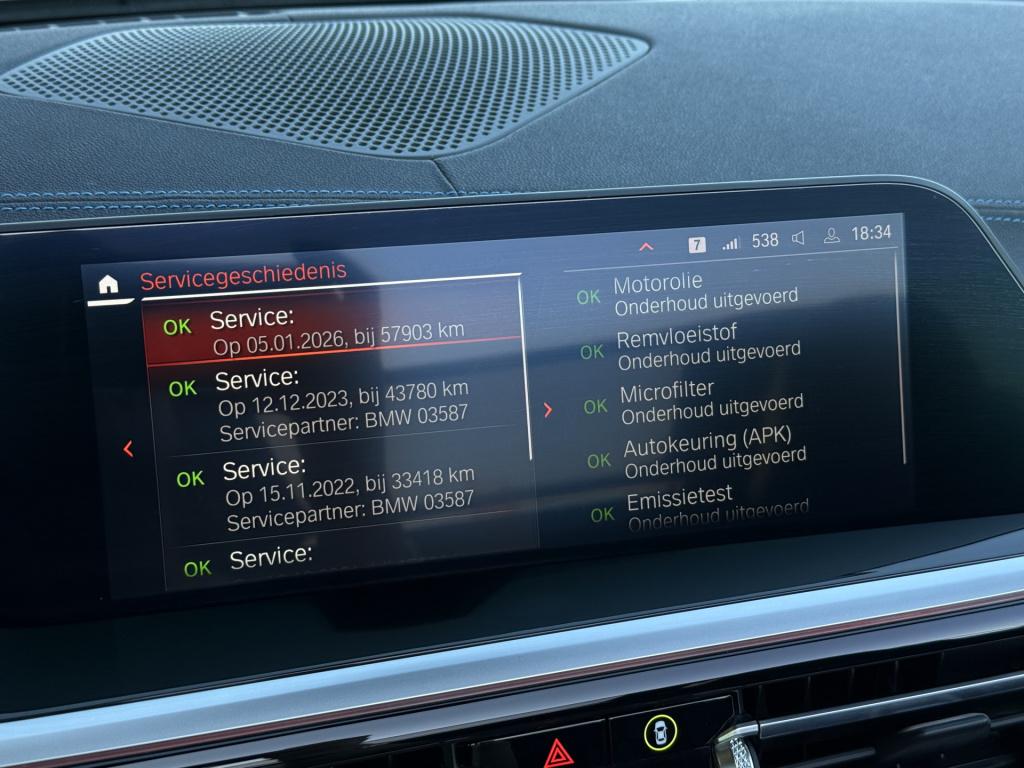 7 538 18:34
Servicegeschiedenis
OK Service:
Op 05.01.2026, bij 57903 km
OK Service:
Op 12.12.2023, bij 43780 km
Servicepartner: BMW 03587
OK Service:
Op 15.11.2022, bij 33418 km
Servicepartner: BMW 03587
OK Service:
OK Motorolie
Onderhoud uitgevoerd
OK Remvloeistof
Onderhoud uitgevoerd
OK Microfilter
Onderhoud uitgevoerd
OK Autokeuring (APK)
Onderhoud uitgevoerd
OK Emissietest
Onderhoud uitgevoerd